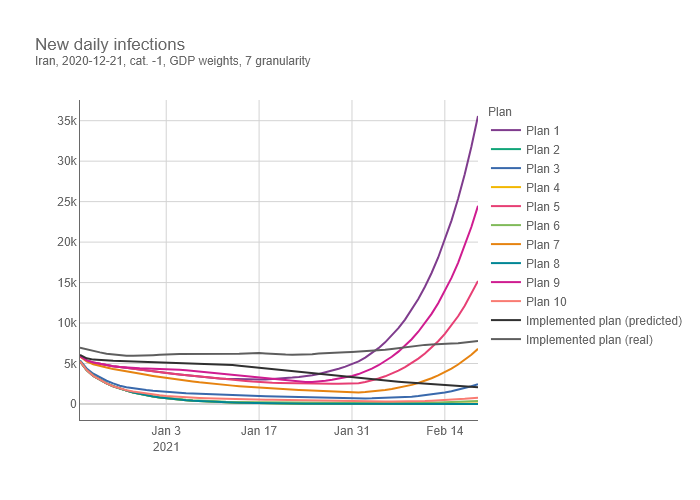 New daily infections
Iran, 2020-12-21, cat. -1, GDP weights, 7 granularity
Plan
Plan 1
Plan 2
Plan 3
Plan 4
Plan 5
Plan 6
Plan 7
Plan 8
Plan 9
Plan 10
Implemented plan (predicted)
Implemented plan (real)
35k
30k
25k
20k
15k
10k
5k
0
Jan 3
2021
Jan 17
Jan 31
Feb 14